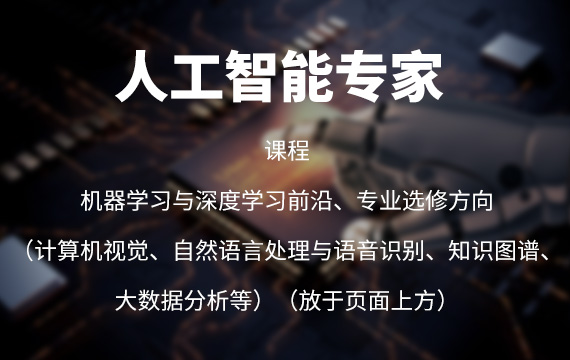 人工智能专家
课程
机器学习与深度学习前沿、专业选修方向
（计算机视觉、自然语言处理与语音识别、知识图谱、
大数据分析等）（放于页面上方）